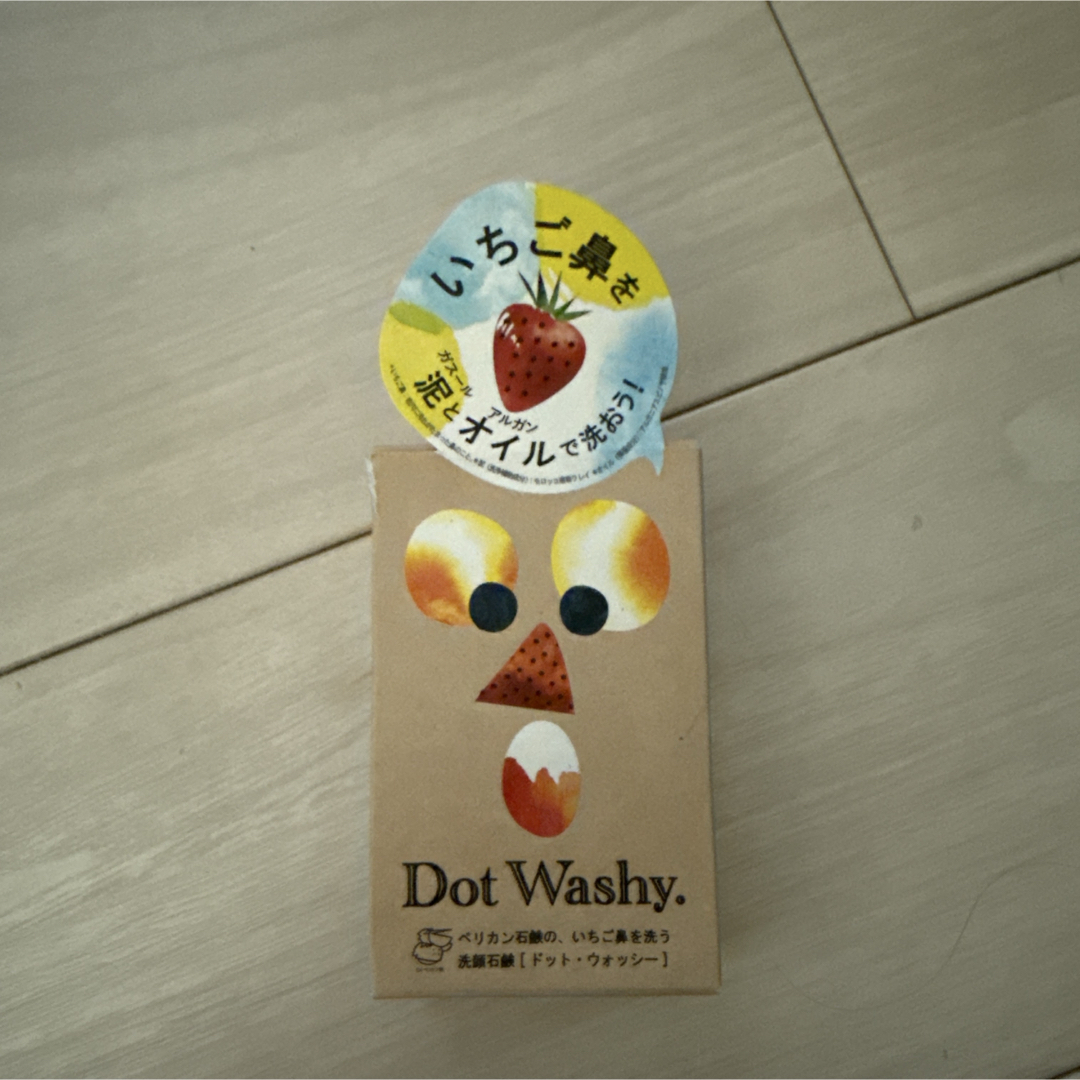 いちご鼻を
ガスール
泥と
アルガン
オイルで洗おう!
Dot Washy.
ペリカン石鹸の、いちご鼻を洗う
洗顔石鹸[ドット・ウォッシー]